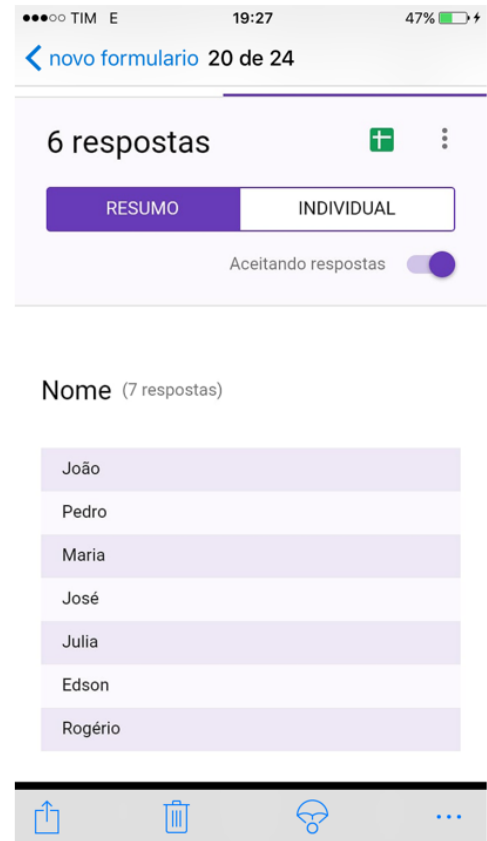 TIM E 19:27 47%
novo formulario 20 de 24
6 respostas
RESUMO INDIVIDUAL
Aceitando respostas
Nome (7 respostas)
João
Pedro
Maria
José
Julia
Edson
Rogério